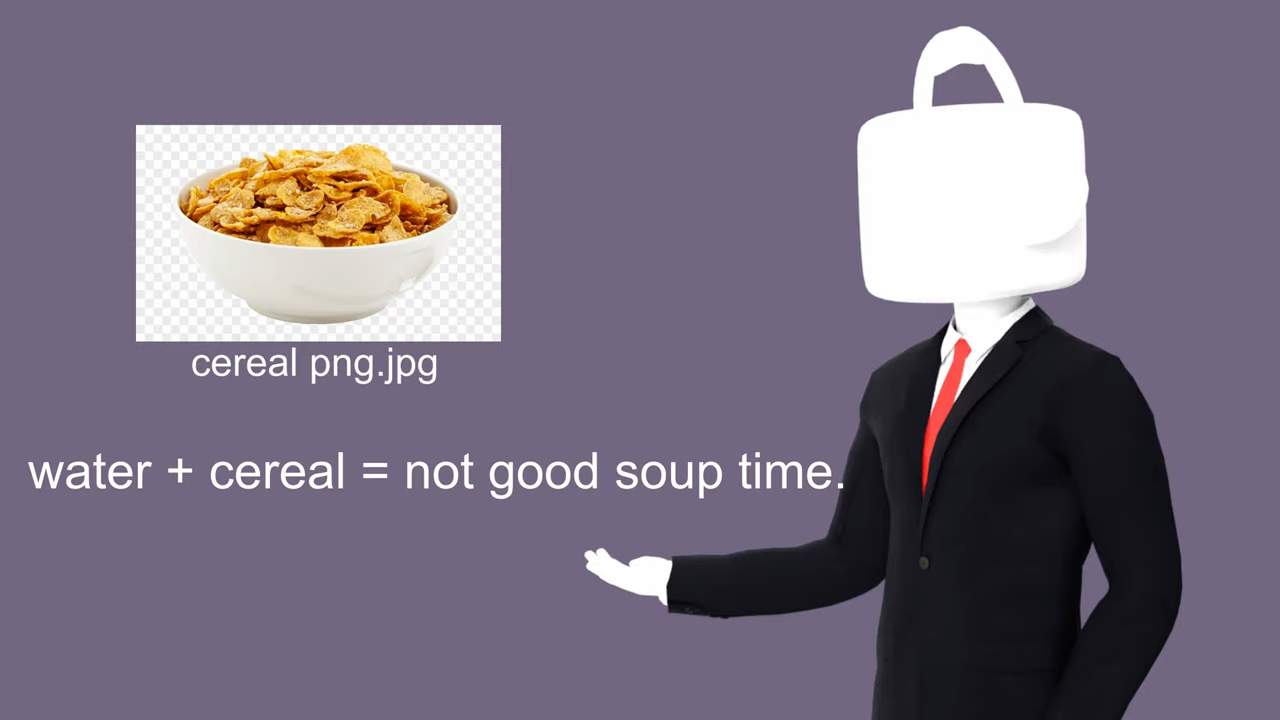 cereal png.jpg
water + cereal = not good soup time.